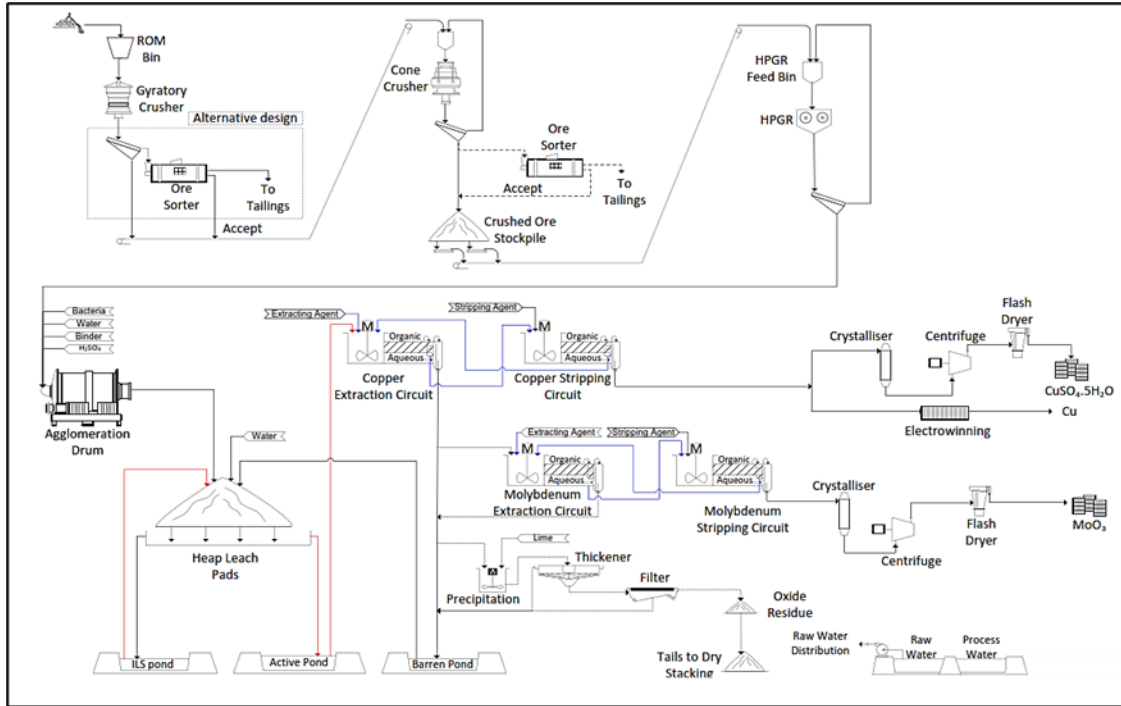 ROM
Bin
Gyratory
Crusher
Alternative design
Ore
Sorter
To
Tailings
Accept
Cone
Crusher
Ore
Sorter
Accept
To
Tailings
Crushed Ore
Stockpile
HPGR
Feed Bin
HPGR
Bacteria
Water
Binder
H₂SO₄
Agglomeration
Drum
Water
Heap Leach
Pads
ILS pond
Active Pond
Barren Pond
Extracting Agent
M
Organic
Aqueous
Copper
Extraction Circuit
Stripping Agent
M
Organic
Aqueous
Copper Stripping
Circuit
Crystalliser
Centrifuge
Flash
Dryer
CuSO₄.5H₂O
Cu
Electrowinning
Extracting Agent
M
Organic
Aqueous
Molybdenum
Extraction Circuit
Stripping Agent
M
Organic
Aqueous
Molybdenum
Stripping Circuit
Crystalliser
Centrifuge
Flash
Dryer
MoO₃
Lime
Precipitation
Thickener
Filter
Oxide
Residue
Tails to Dry
Stacking
Raw Water
Distribution
Raw
Water
Process
Water